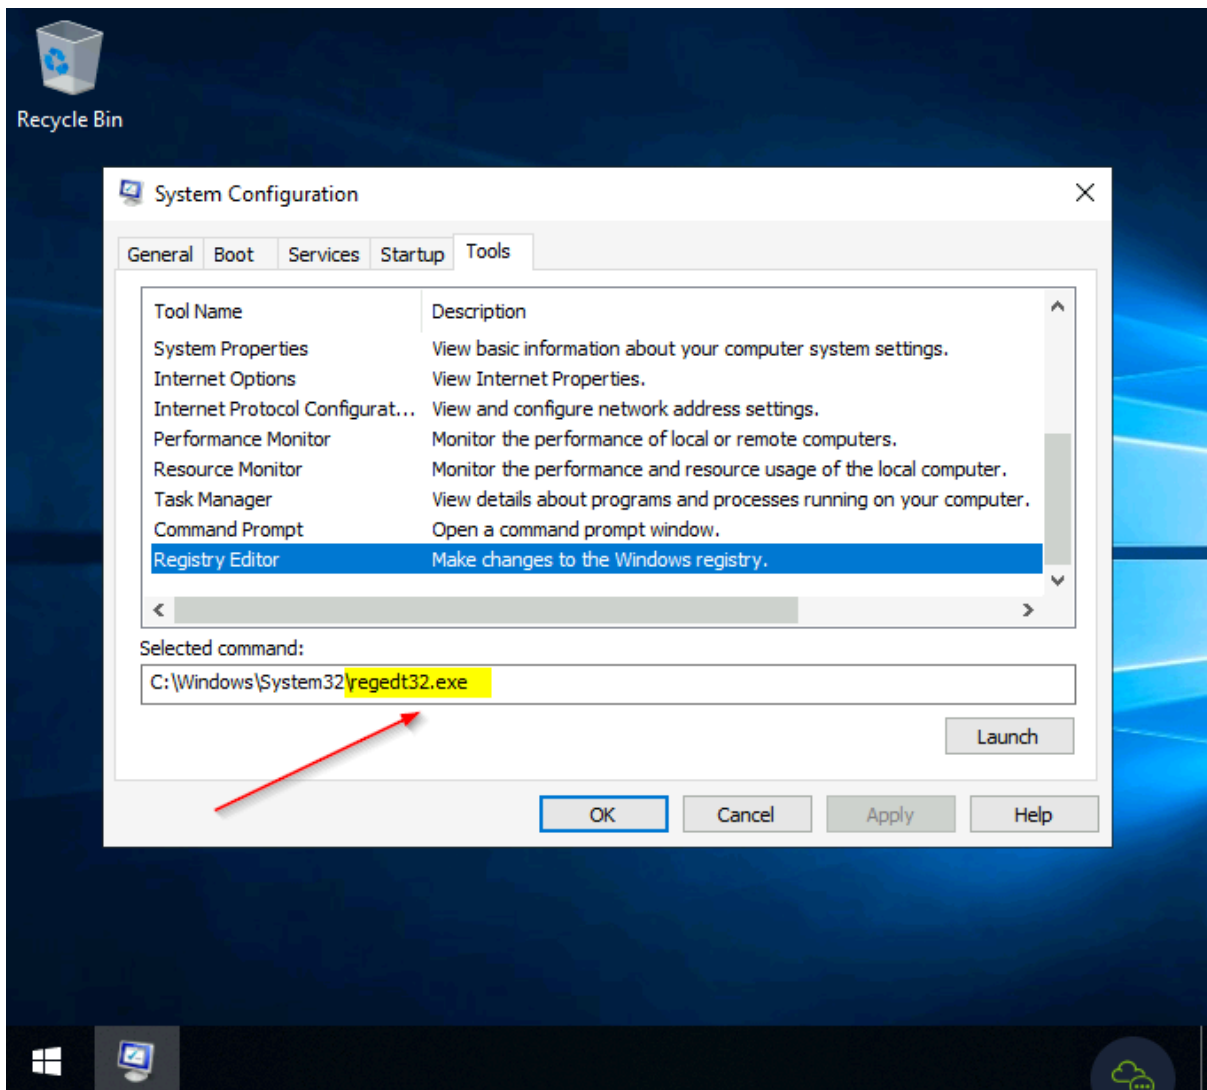 Recycle Bin
System Configuration
General Boot Services Startup Tools
Tool Name Description
System Properties View basic information about your computer system settings.
Internet Options View Internet Properties.
Internet Protocol Configurat... View and configure network address settings.
Performance Monitor Monitor the performance of local or remote computers.
Resource Monitor Monitor the performance and resource usage of the local computer.
Task Manager View details about programs and processes running on your computer.
Command Prompt Open a command prompt window.
Registry Editor Make changes to the Windows registry.
Selected command:
C:\Windows\System32\regedt32.exe
Launch
OK Cancel Apply Help